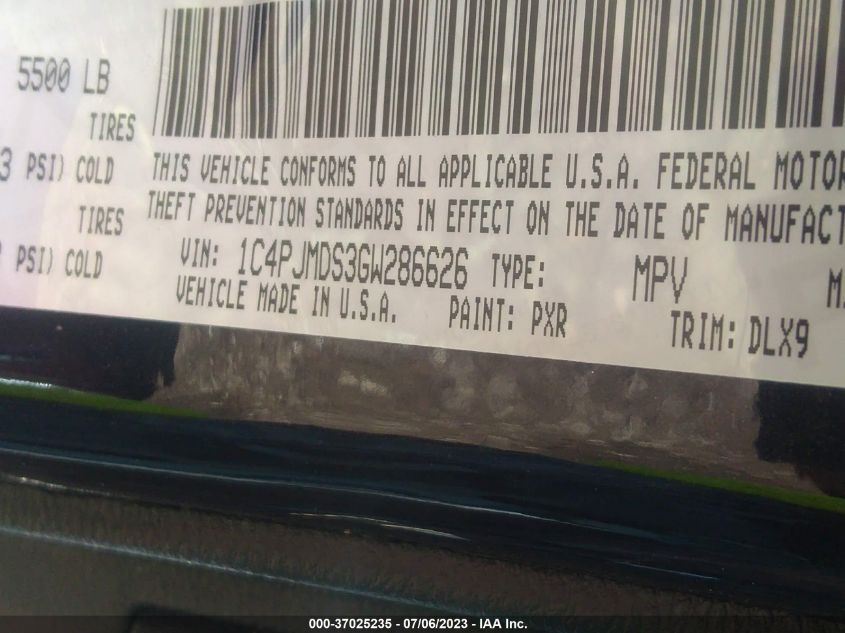 5500 LB
TIRES
3 PSI) COLD
TIRES
PSI) COLD
THIS VEHICLE CONFORMS TO ALL APPLICABLE U.S.A. FEDERAL MOTOR
THEFT PREVENTION STANDARDS IN EFFECT ON THE DATE OF MANUFACT
VIN: 1C4PJMDS3GW286626 TYPE: MPV
VEHICLE MADE IN U.S.A. PAINT: PXR TRIM: DLX9
000-37025235 - 07/06/2023 - IAA Inc.